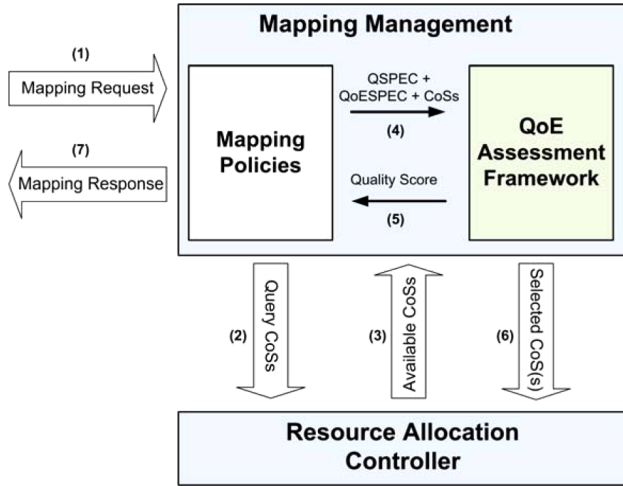 Mapping Management
(1)
Mapping Request
(7)
Mapping Response
Mapping
Policies
QSPEC +
QoESPEC + CoSs
(4)
Quality Score
(5)
QoE
Assessment
Framework
(2)
Query CoSs
(3)
Available CoSs
(6)
Selected CoS(s)
Resource Allocation
Controller